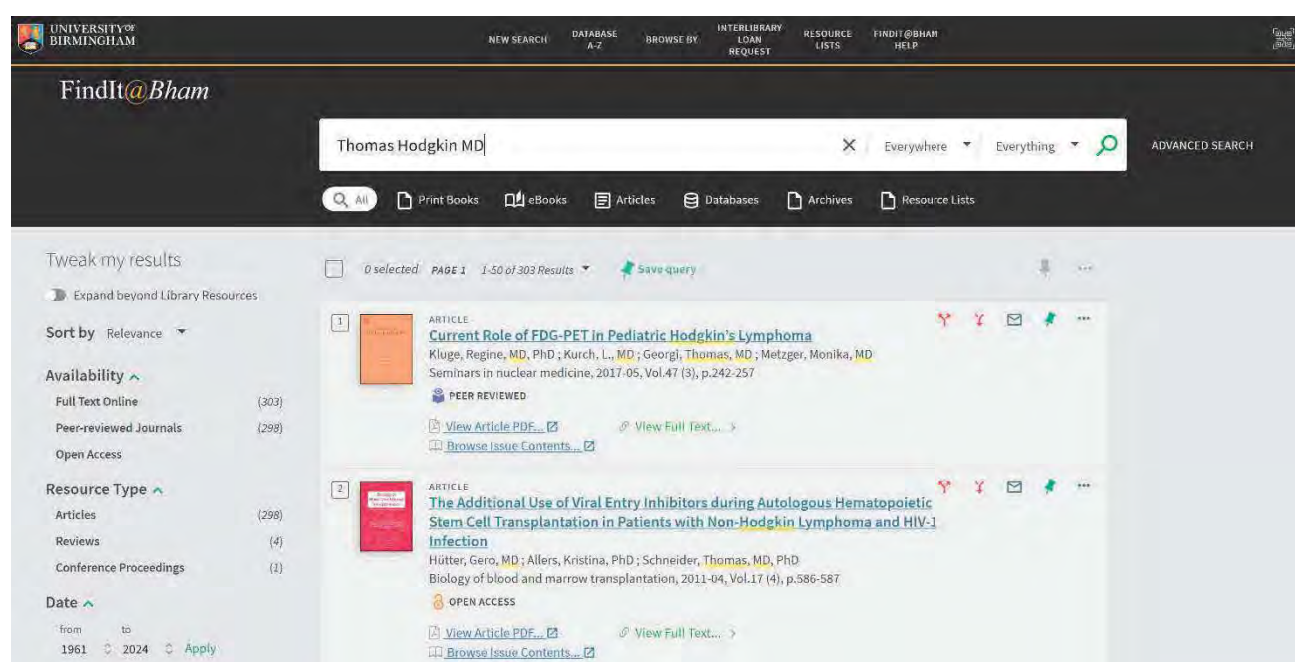 UNIVERSITY OF
BIRMINGHAM
NEW SEARCH
DATABASE
A-Z
BROWSE BY
INTERLIBRARY
LOAN
REQUEST
RESOURCE
LISTS
FINDIT@BHAM
HELP
FindIt@Bham
Thomas Hodgkin MD
Everywhere
Everything
ADVANCED SEARCH
All
Print Books
eBooks
Articles
Databases
Archives
Resource Lists
Tweak my results
Expand beyond Library Resources
Sort by Relevance
Availability
Full Text Online (303)
Peer-reviewed Journals (298)
Open Access
Resource Type
Articles (298)
Reviews (4)
Conference Proceedings (1)
Date
from to
1961 2024 Apply
0 selected PAGE 1 1-50 of 303 Results Save query
1
ARTICLE
Current Role of FDG-PET in Pediatric Hodgkin's Lymphoma
Kluge, Regine, MD, PhD ; Kurch, L., MD ; Georgi, Thomas, MD ; Metzger, Monika, MD
Seminars in nuclear medicine, 2017-05, Vol.47 (3), p.242-257
PEER REVIEWED
View Article PDF... View Full Text...
Browse Issue Contents...
2
ARTICLE
The Additional Use of Viral Entry Inhibitors during Autologous Hematopoietic
Stem Cell Transplantation in Patients with Non-Hodgkin Lymphoma and HIV-1
Infection
Hütter, Gero, MD ; Allers, Kristina, PhD ; Schneider, Thomas, MD, PhD
Biology of blood and marrow transplantation, 2011-04, Vol.17 (4), p.586-587
OPEN ACCESS
View Article PDF... View Full Text...
Browse Issue Contents...